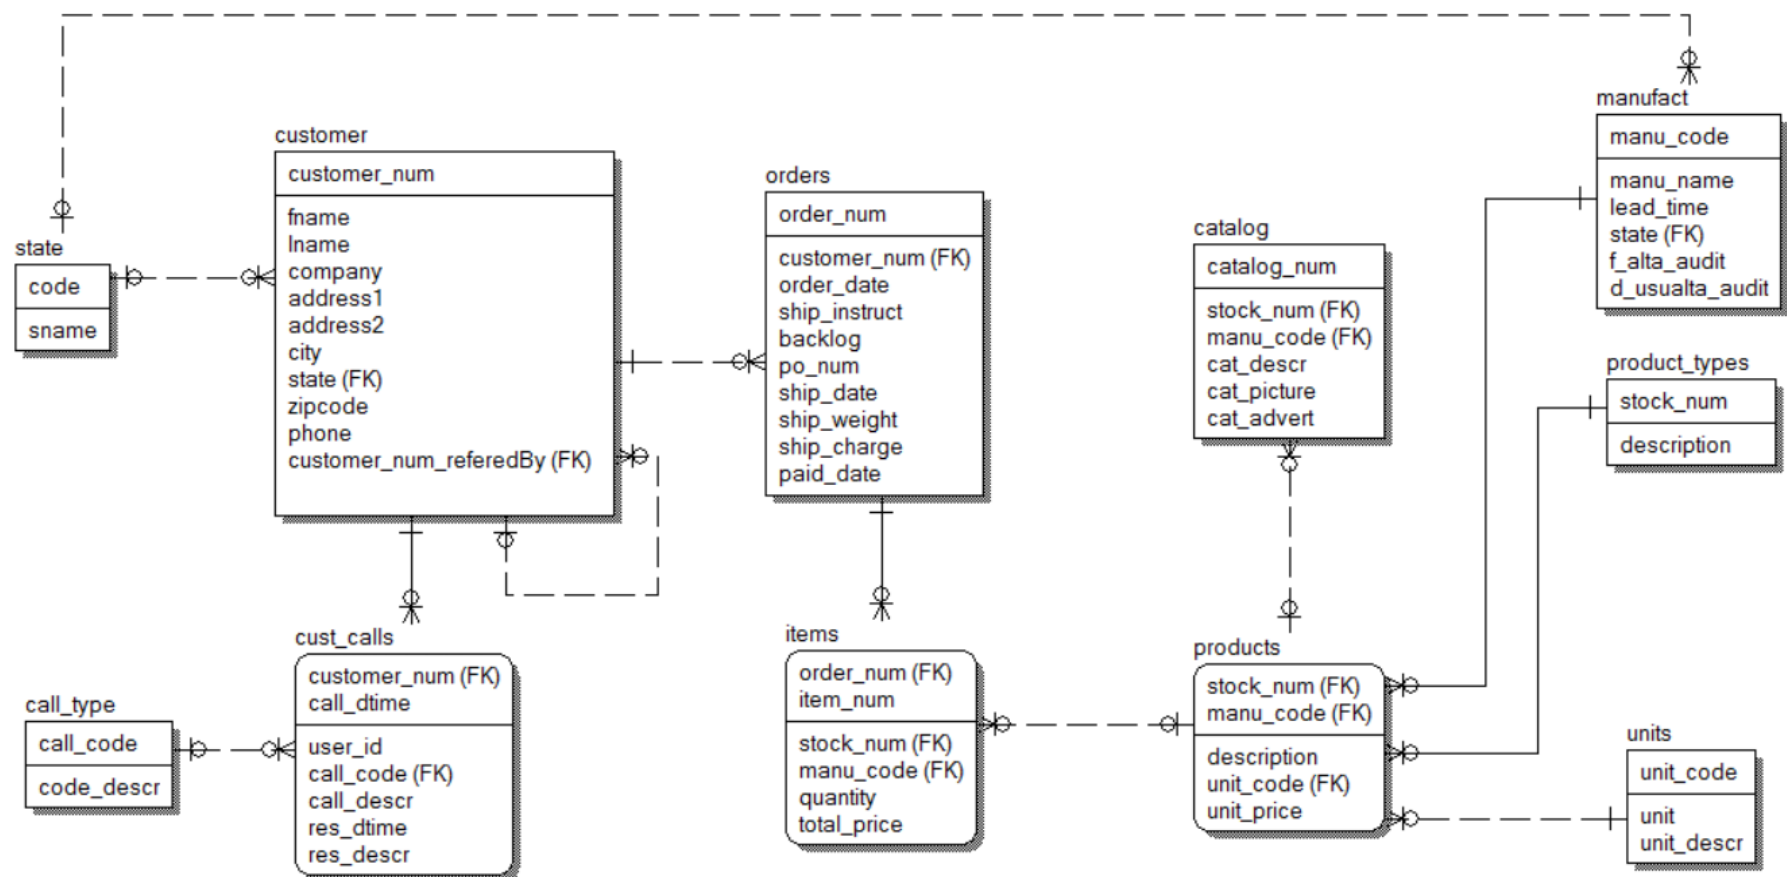 manufact
manu_code
manu_name
lead_time
state (FK)
f_alta_audit
d_usualta_audit
customer
customer_num
fname
lname
company
address1
address2
city
state (FK)
zipcode
phone
customer_num_referedBy (FK)
orders
order_num
customer_num (FK)
order_date
ship_instruct
backlog
po_num
ship_date
ship_weight
ship_charge
paid_date
state
code
sname
catalog
catalog_num
stock_num (FK)
manu_code (FK)
cat_descr
cat_picture
cat_advert
product_types
stock_num
description
cust_calls
customer_num (FK)
call_dtime
user_id
call_code (FK)
call_descr
res_dtime
res_descr
items
order_num (FK)
item_num
stock_num (FK)
manu_code (FK)
quantity
total_price
products
stock_num (FK)
manu_code (FK)
description
unit_code (FK)
unit_price
call_type
call_code
code_descr
units
unit_code
unit
unit_descr